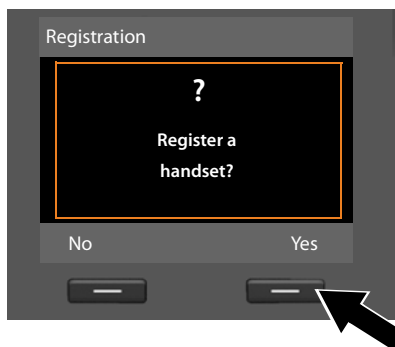 Registration
?
Register a
handset?
No Yes